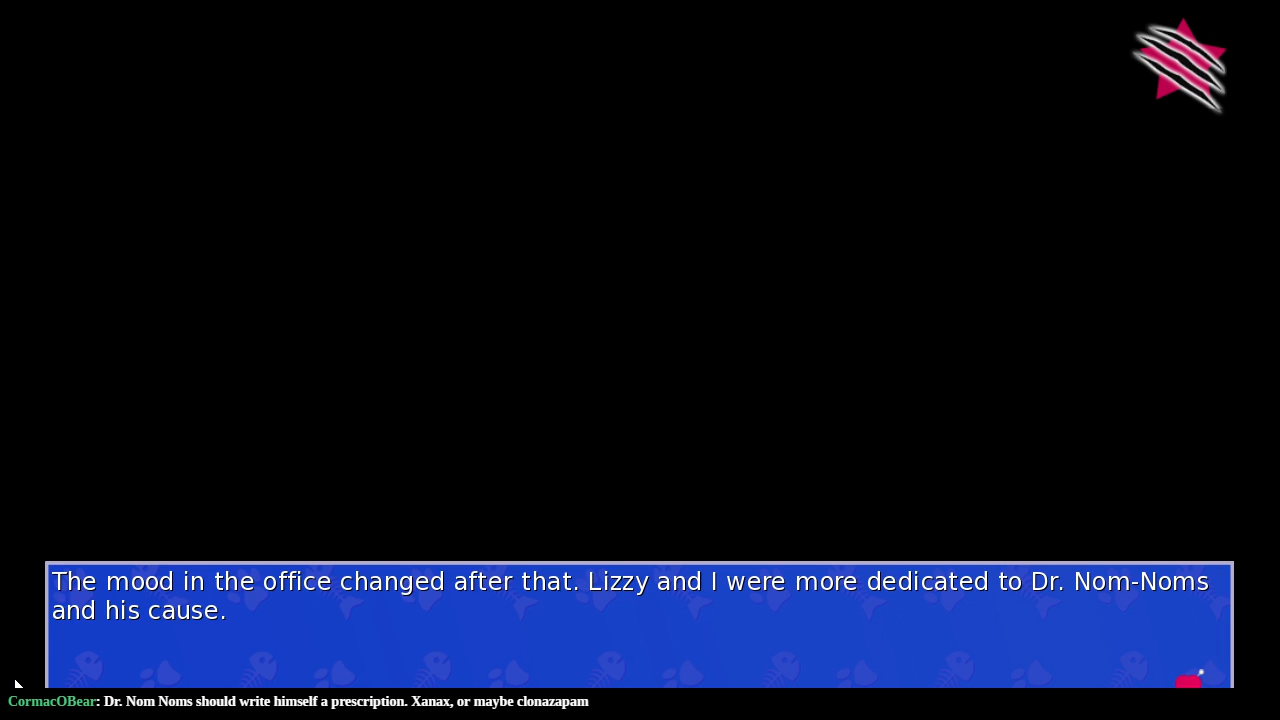 The mood in the office changed after that. Lizzy and I were more dedicated to Dr. Nom-Noms
and his cause.
CormacOBear: Dr. Nom Noms should write himself a prescription. Xanax, or maybe clonazapam